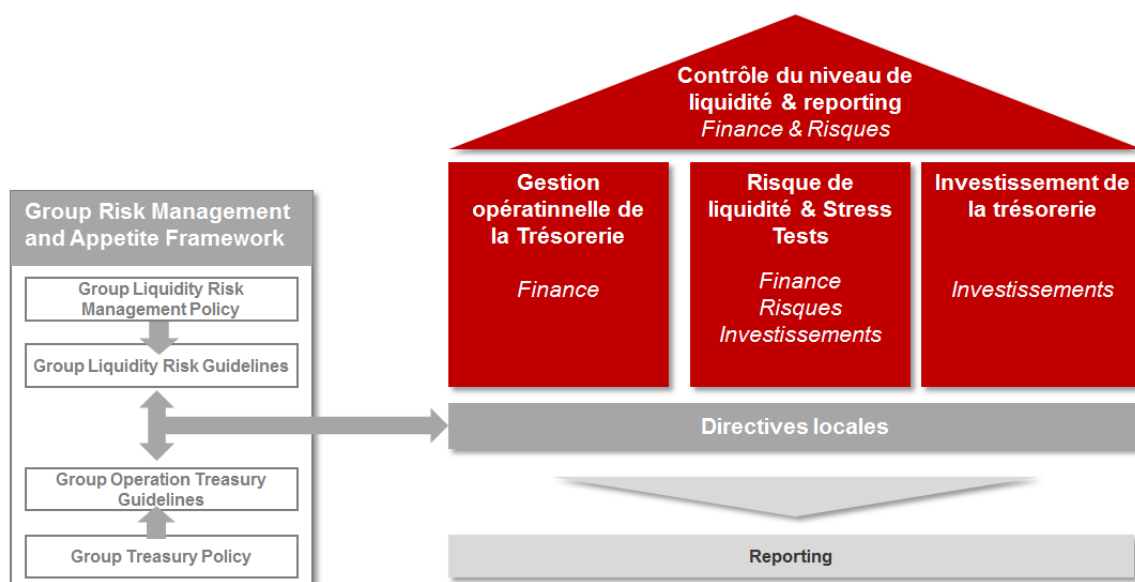 Contrôle du niveau de
liquidité & reporting
Finance & Risques
Gestion
opératinnelle de
la Trésorerie
Finance
Risque de
liquidité & Stress
Tests
Finance
Risques
Investissements
Investissement de
la trésorerie
Investissements
Directives locales
Reporting
Group Risk Management
and Appetite Framework
Group Liquidity Risk
Management Policy
Group Liquidity Risk Guidelines
Group Operation Treasury
Guidelines
Group Treasury Policy